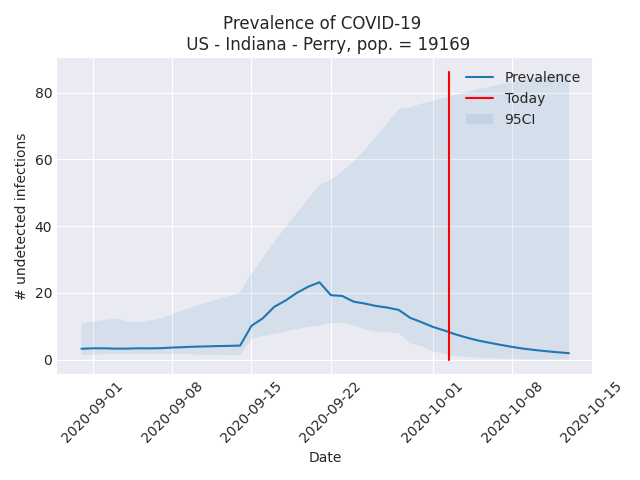 Prevalence of COVID-19
US - Indiana - Perry, pop. = 19169
Prevalence
Today
95CI
# undetected infections
80
60
40
20
0
2020-09-01
2020-09-08
2020-09-15
2020-09-22
2020-10-01
2020-10-08
2020-10-15
Date